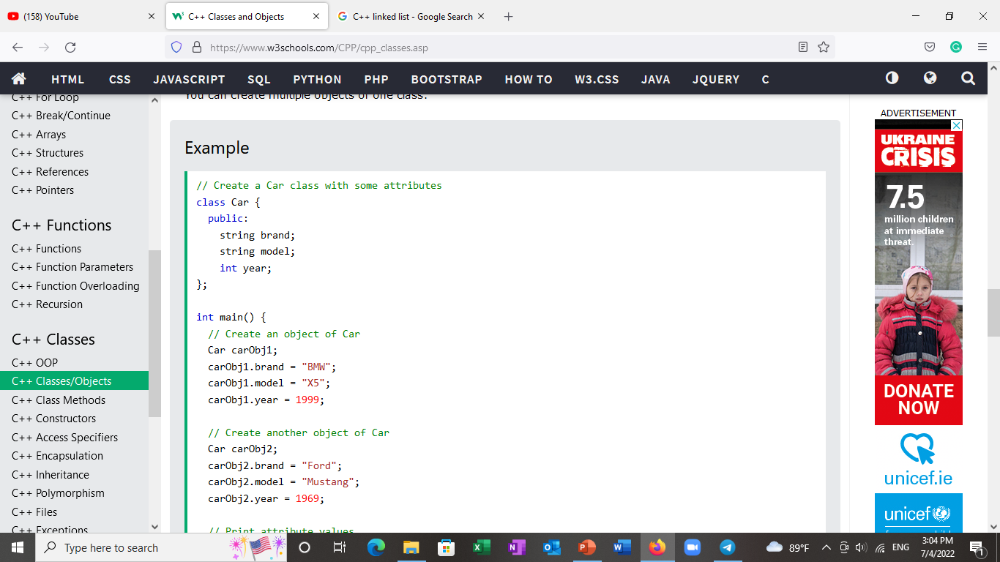 (158) YouTube
C++ Classes and Objects
C++ linked list - Google Search
https://www.w3schools.com/CPP/cpp_classes.asp
HTML CSS JAVASCRIPT SQL PYTHON PHP BOOTSTRAP HOW TO W3.CSS JAVA JQUERY C
C++ For Loop
C++ Break/Continue
C++ Arrays
C++ Structures
C++ References
C++ Pointers
C++ Functions
C++ Functions
C++ Function Parameters
C++ Function Overloading
C++ Recursion
C++ Classes
C++ OOP
C++ Classes/Objects
C++ Class Methods
C++ Constructors
C++ Access Specifiers
C++ Encapsulation
C++ Inheritance
C++ Polymorphism
C++ Files
C++ Exceptions
You can create multiple objects of one class:
Example
// Create a Car class with some attributes
class Car {
  public:
    string brand;
    string model;
    int year;
};
int main() {
  // Create an object of Car
  Car carObj1;
  carObj1.brand = "BMW";
  carObj1.model = "X5";
  carObj1.year = 1999;
  // Create another object of Car
  Car carObj2;
  carObj2.brand = "Ford";
  carObj2.model = "Mustang";
  carObj2.year = 1969;
  // Print attribute values
ADVERTISEMENT
UKRAINE
CRISIS
7.5
million children
at immediate
threat.
DONATE
NOW
unicef.ie
unicef
Type here to search
89°F
ENG
3:04 PM
7/4/2022
1